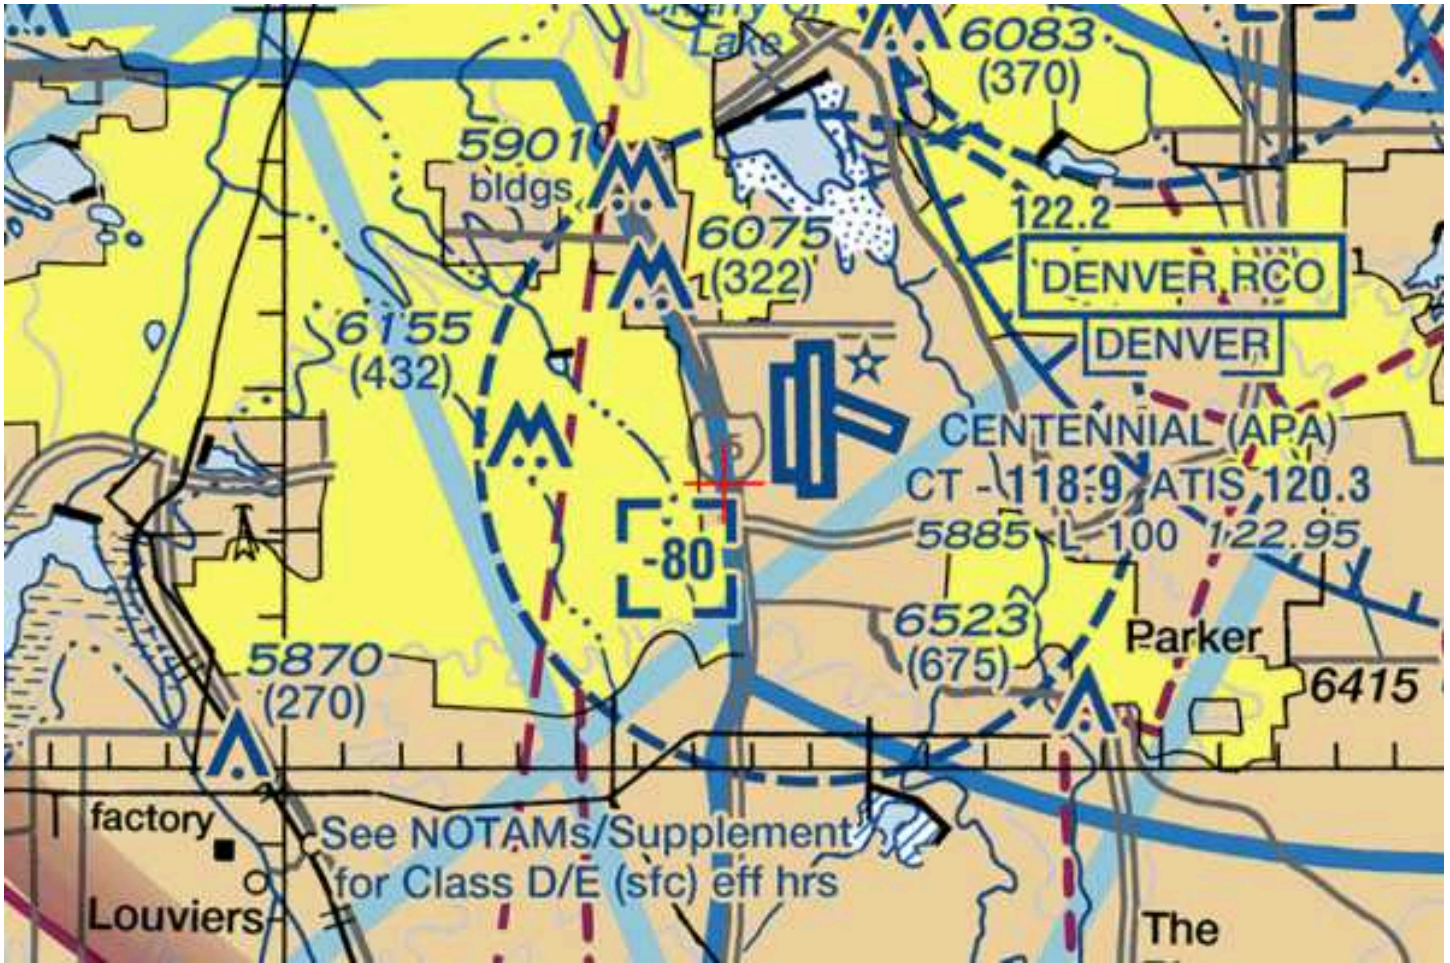 Lake
6083
(370)
5901
bldgs
6075
(322)
122.2
DENVER RCO
DENVER
6155
(432)
CENTENNIAL (APA)
CT - 118.9 ATIS 120.3
5885 L 100 122.95
-80
6523
(675)
Parker
6415
5870
(270)
factory
See NOTAMs/Supplement
for Class D/E (sfc) eff hrs
Louviers
The